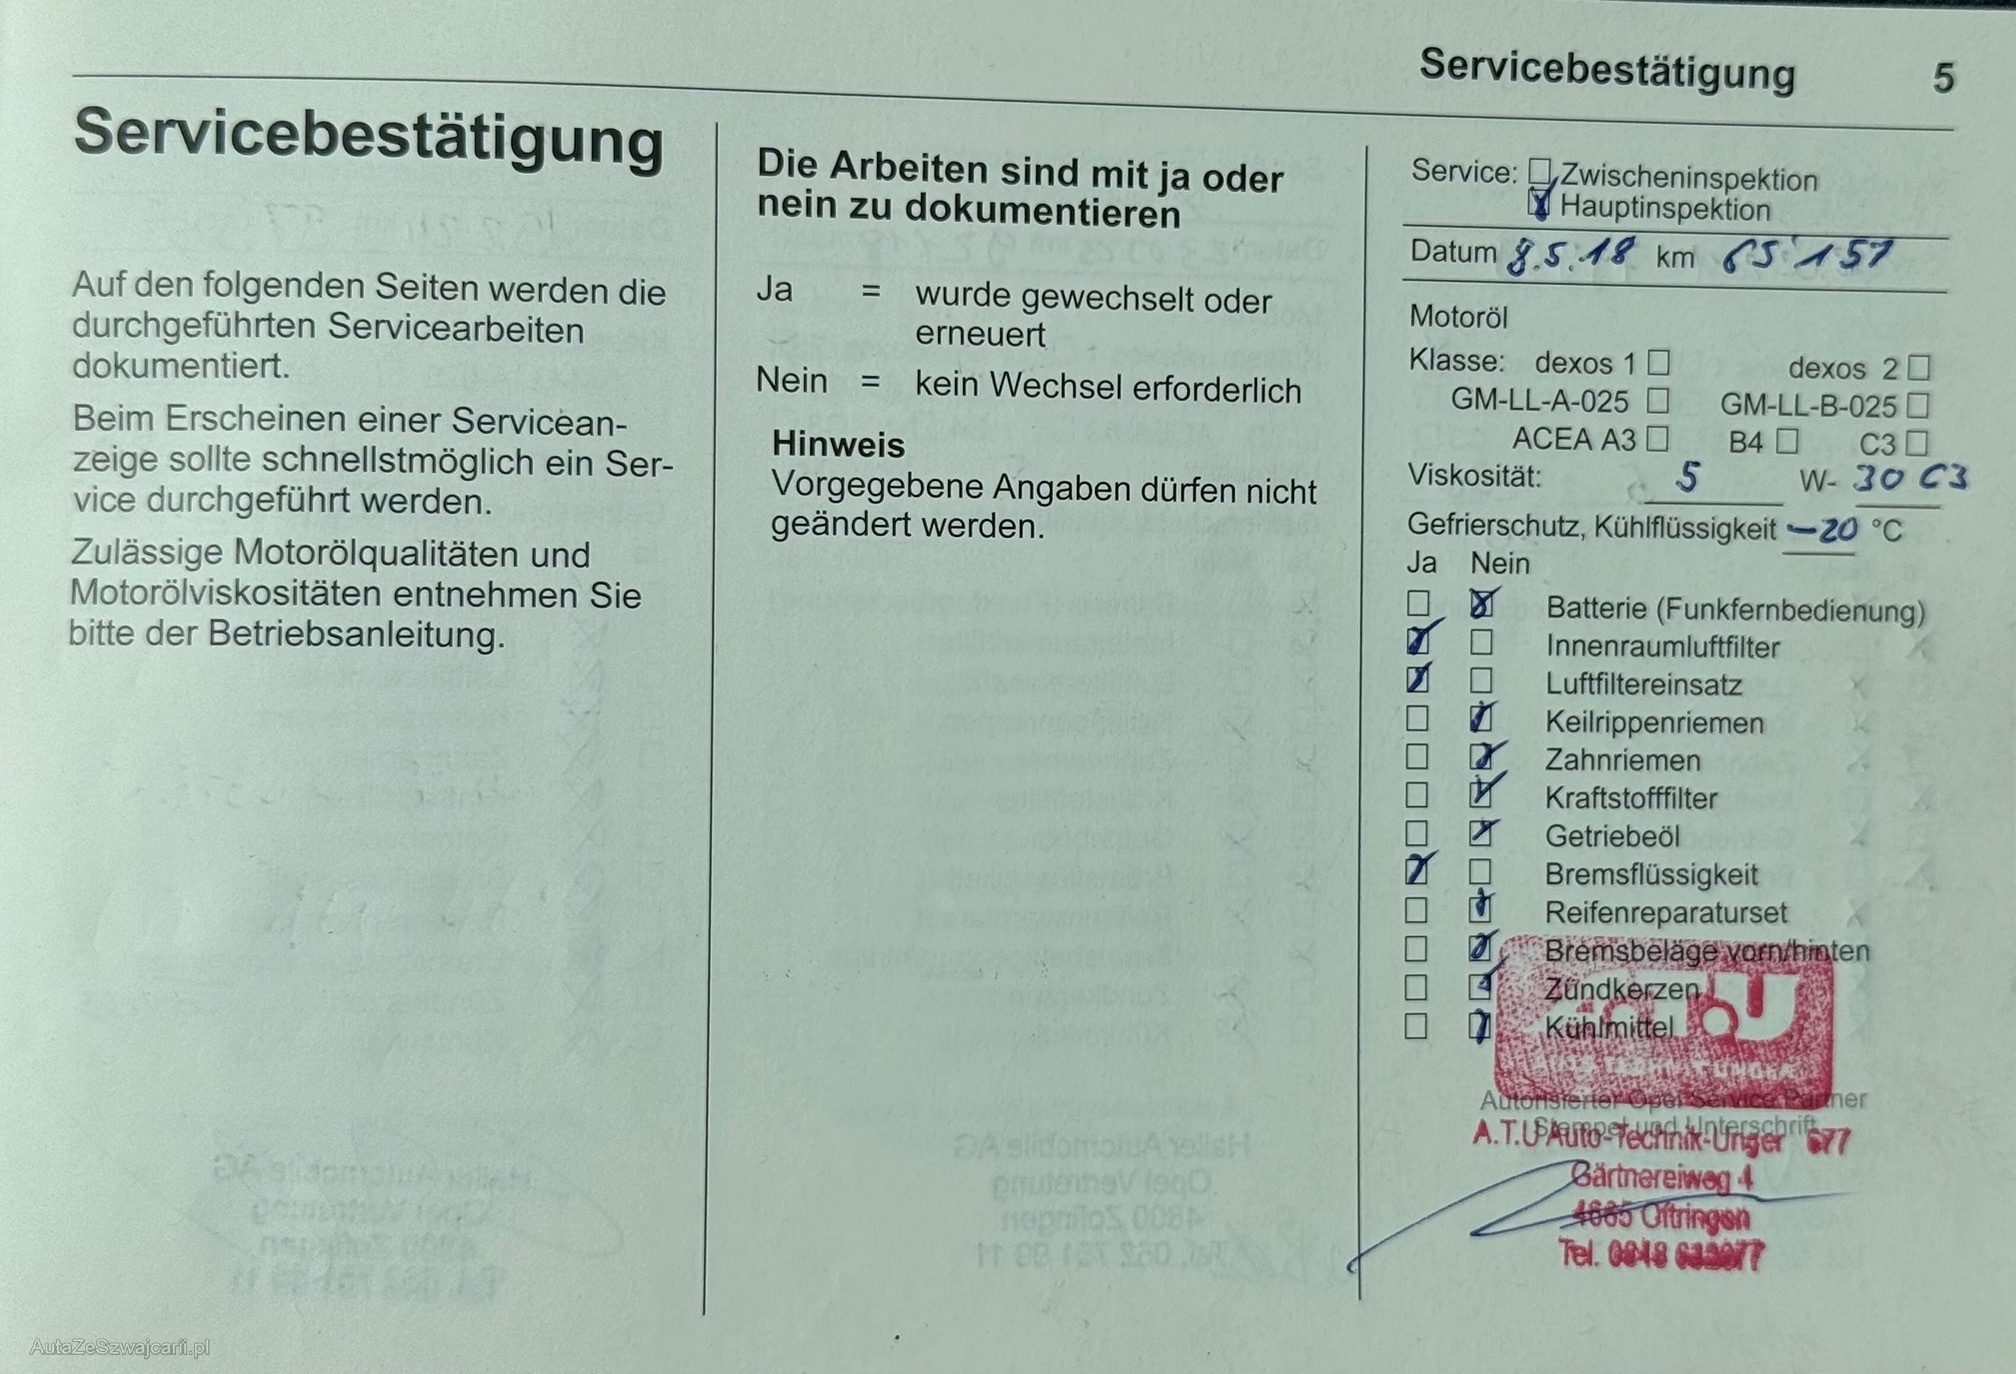 Servicebestätigung 5
Servicebestätigung
Auf den folgenden Seiten werden die
durchgeführten Servicearbeiten
dokumentiert.
Beim Erscheinen einer Servicean-
zeige sollte schnellstmöglich ein Ser-
vice durchgeführt werden.
Zulässige Motorölqualitäten und
Motorölviskositäten entnehmen Sie
bitte der Betriebsanleitung.
Die Arbeiten sind mit ja oder
nein zu dokumentieren
Ja = wurde gewechselt oder
erneuert
Nein = kein Wechsel erforderlich
Hinweis
Vorgegebene Angaben dürfen nicht
geändert werden.
Service: Zwischeninspektion
Hauptinspektion
Datum 8.5.18 km 65'151
Motoröl
Klasse: dexos 1 dexos 2
GM-LL-A-025 GM-LL-B-025
ACEA A3 B4 C3
Viskosität: 5 W- 30 C3
Gefrierschutz, Kühlflüssigkeit -20 °C
Ja Nein
Batterie (Funkfernbedienung)
Innenraumluftfilter
Luftfiltereinsatz
Keilrippenriemen
Zahnriemen
Kraftstofffilter
Getriebeöl
Bremsflüssigkeit
Reifenreparaturset
Bremsbeläge vorn/hinten
Zündkerzen
Kühlmittel
Autorisierter Opel Service Partner
Stempel und Unterschrift
A.T.U Auto-Technik-Unger 677
Gärtnereiweg 4
4665 Oftringen
Tel. 0848
AutaZeSzwajcarii.pl